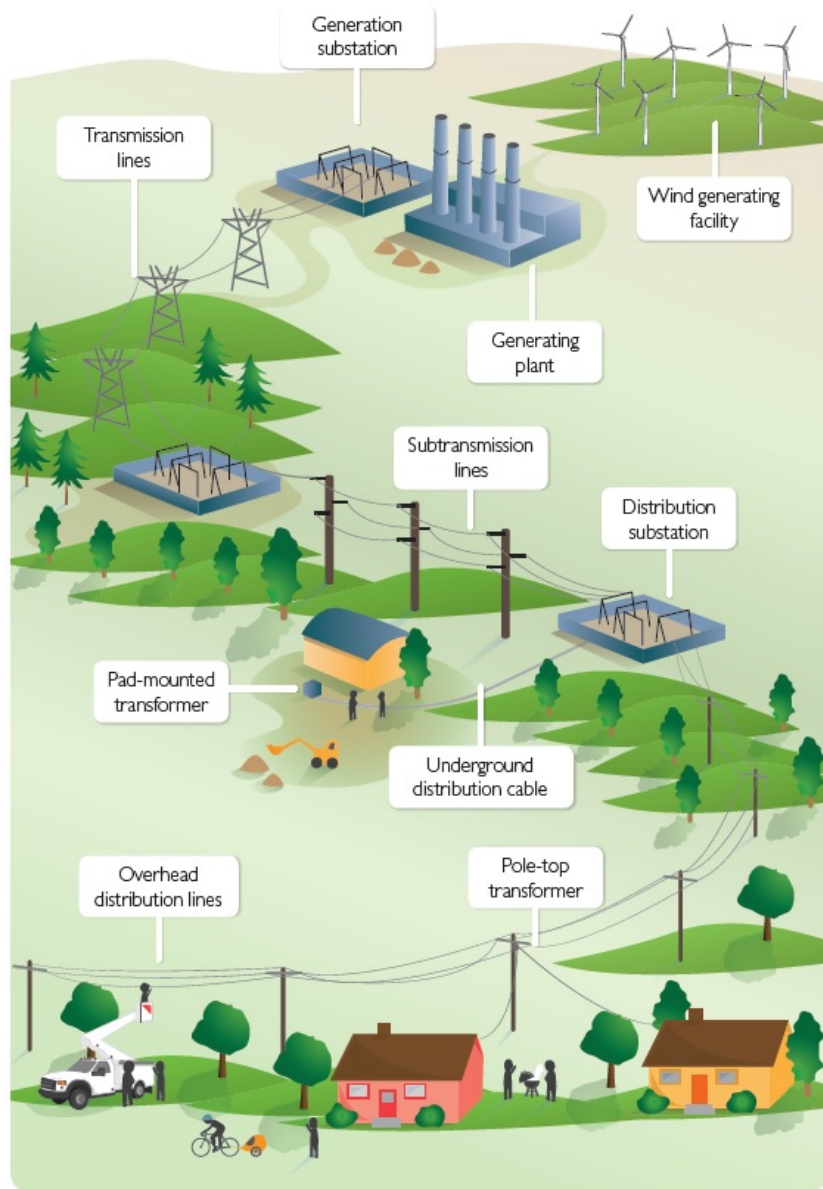 Generation
substation
Transmission
lines
Wind generating
facility
Generating
plant
Subtransmission
lines
Distribution
substation
Pad-mounted
transformer
Underground
distribution cable
Overhead
distribution lines
Pole-top
transformer